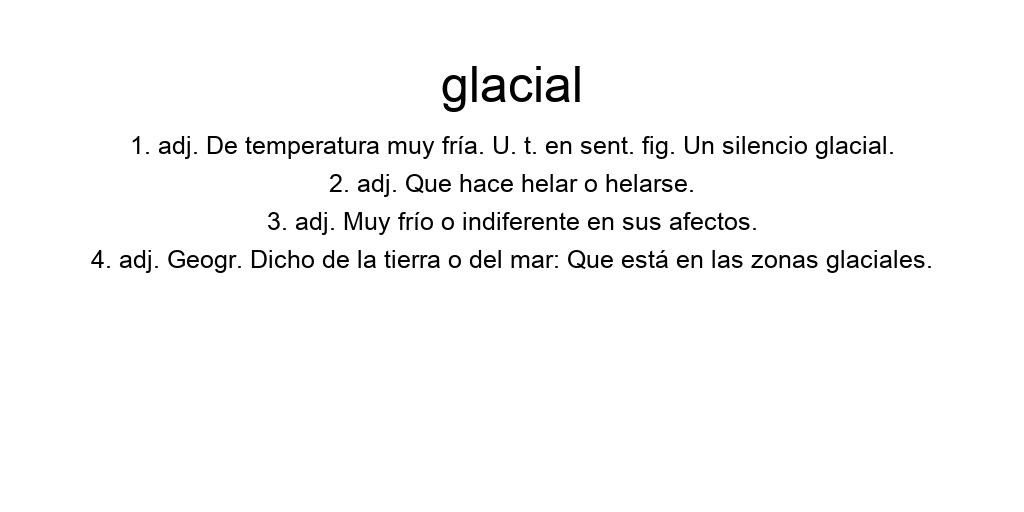 glacial
1. adj. De temperatura muy fría. U. t. en sent. fig. Un silencio glacial.
2. adj. Que hace helar o helarse.
3. adj. Muy frío o indiferente en sus afectos.
4. adj. Geogr. Dicho de la tierra o del mar: Que está en las zonas glaciales.